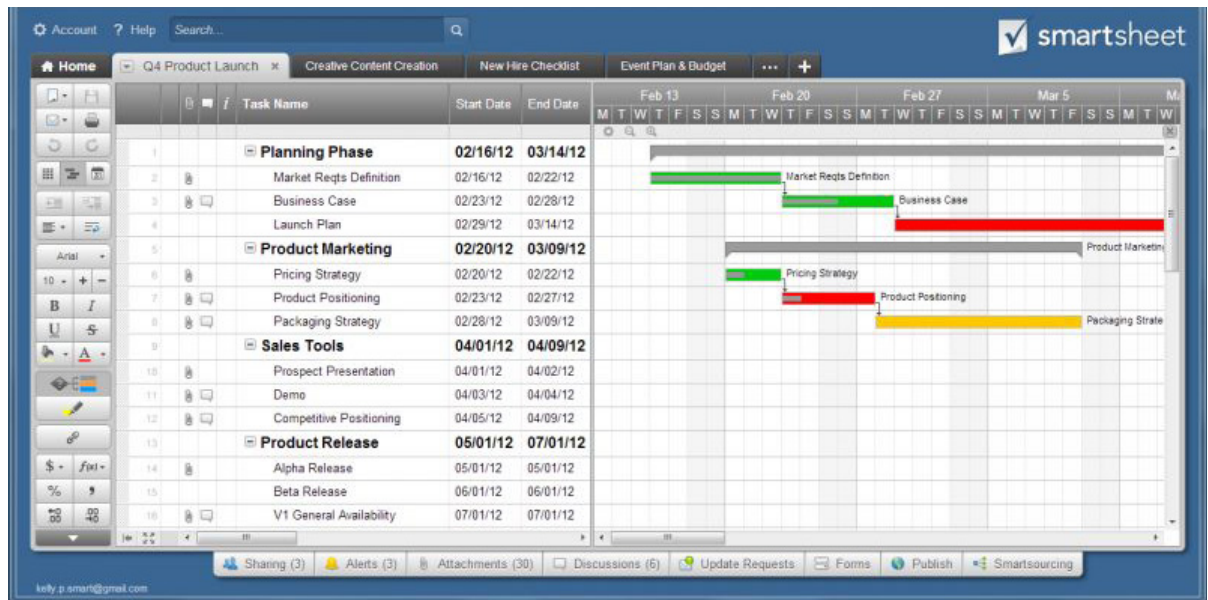 Account ? Help Search... smartsheet
Home Q4 Product Launch × Creative Content Creation New Hire Checklist Event Plan & Budget ... +
Task Name Start Date End Date Feb 13 Feb 20 Feb 27 Mar 5
M T W T F S S M T W T F S S M T W T F S S M T W T F S S M T W
1 Planning Phase 02/16/12 03/14/12
2 Market Reqts Definition 02/16/12 02/22/12 Market Reqts Definition
3 Business Case 02/23/12 02/28/12 Business Case
4 Launch Plan 02/29/12 03/14/12
5 Product Marketing 02/20/12 03/09/12 Product Marketing
Arial
6 Pricing Strategy 02/20/12 02/22/12 Pricing Strategy
10 + −
7 Product Positioning 02/23/12 02/27/12 Product Positioning
B I
8 Packaging Strategy 02/28/12 03/09/12 Packaging Strate
U S
9 Sales Tools 04/01/12 04/09/12
A
10 Prospect Presentation 04/01/12 04/02/12
11 Demo 04/03/12 04/04/12
12 Competitive Positioning 04/05/12 04/09/12
13 Product Release 05/01/12 07/01/12
$ f(x)
14 Alpha Release 05/01/12 05/01/12
% ,
15 Beta Release 06/01/12 06/01/12
16 V1 General Availability 07/01/12 07/01/12
Sharing (3) Alerts (3) Attachments (30) Discussions (6) Update Requests Forms Publish Smartsourcing
kelly.p.smart@gmail.com